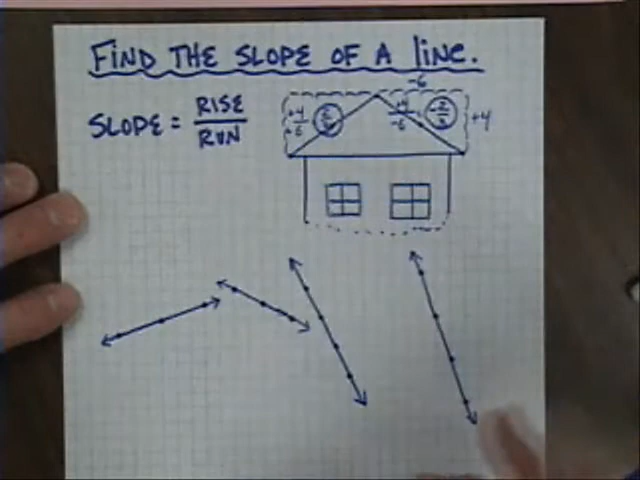 FIND THE SLOPE OF A line.
SLOPE = RISE
RUN
-6
+4
+6
+4
-6
+4